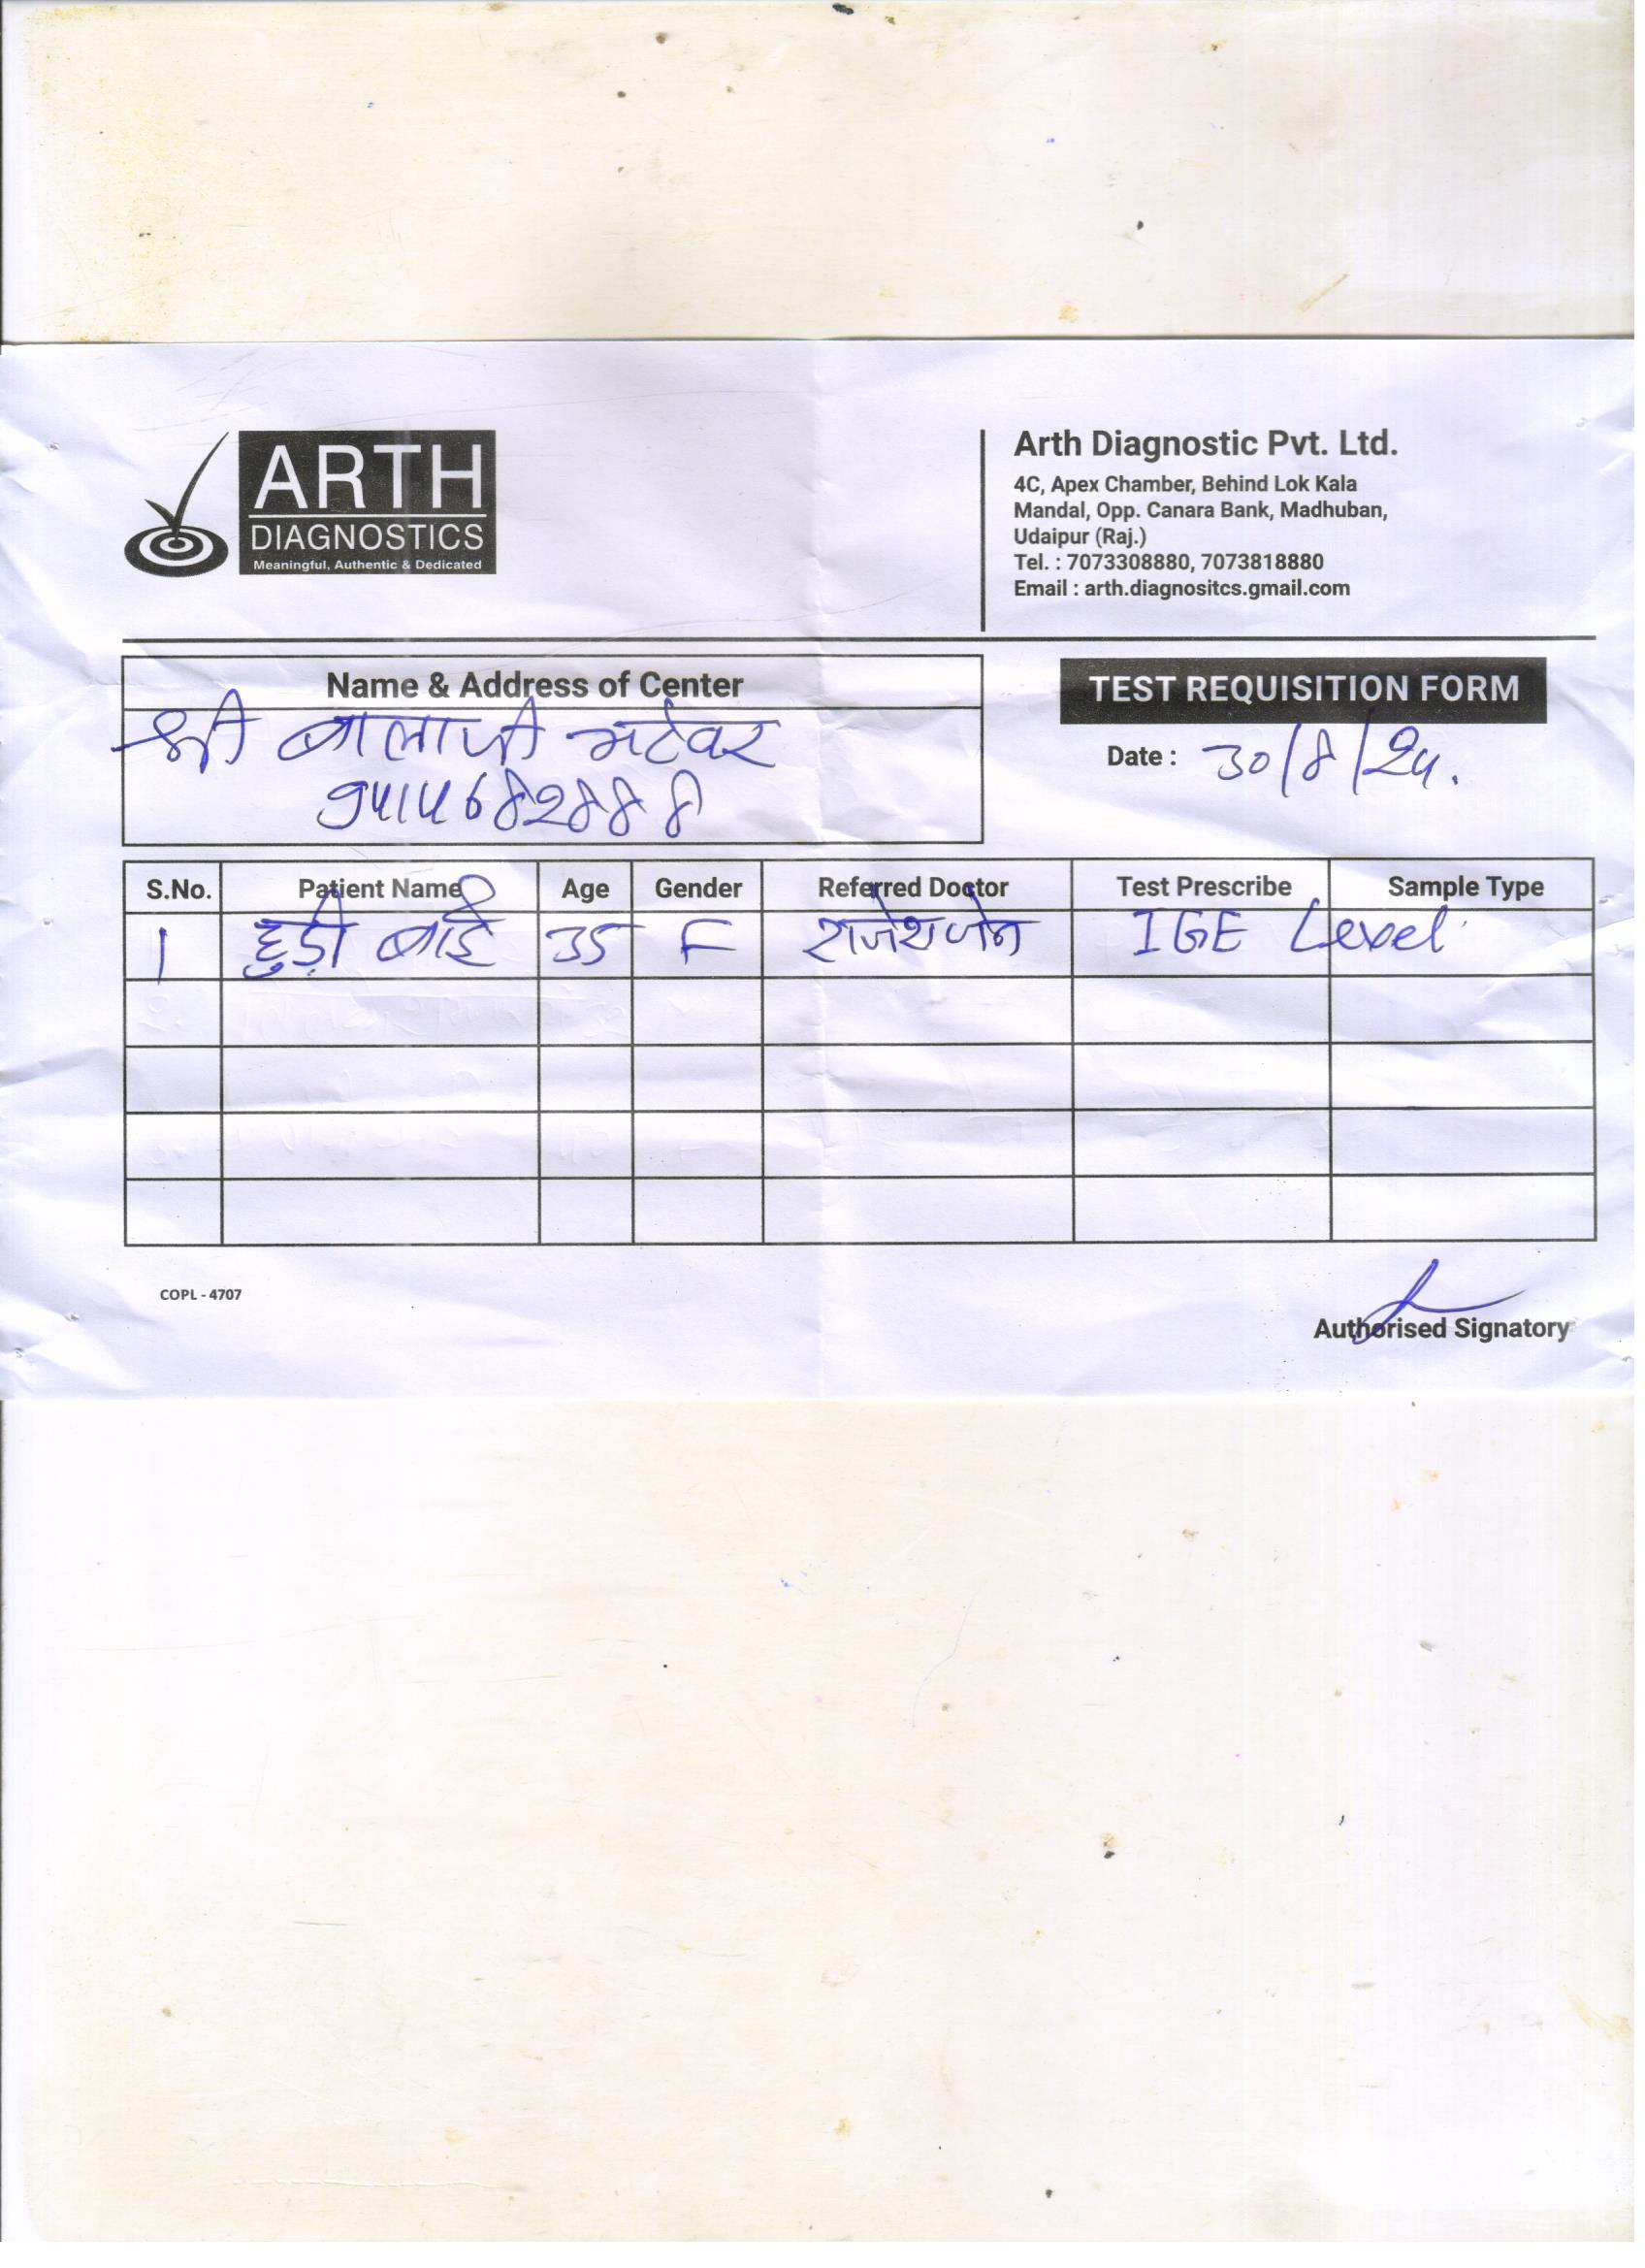 ARTH
DIAGNOSTICS
Meaningful, Authentic & Dedicated
Arth Diagnostic Pvt. Ltd.
4C, Apex Chamber, Behind Lok Kala
Mandal, Opp. Canara Bank, Madhuban,
Udaipur (Raj.)
Tel. : 7073308880, 7073818880
Email : arth.diagnositcs.gmail.com
Name & Address of Center
श्री बालाजी भटेवर
9414682888
TEST REQUISITION FORM
Date : 30/8/24.
S.No. Patient Name Age Gender Referred Doctor Test Prescribe Sample Type
1 हुड़ी बाई 35 F राजेश जैन IGE Level
COPL - 4707
Authorised Signatory